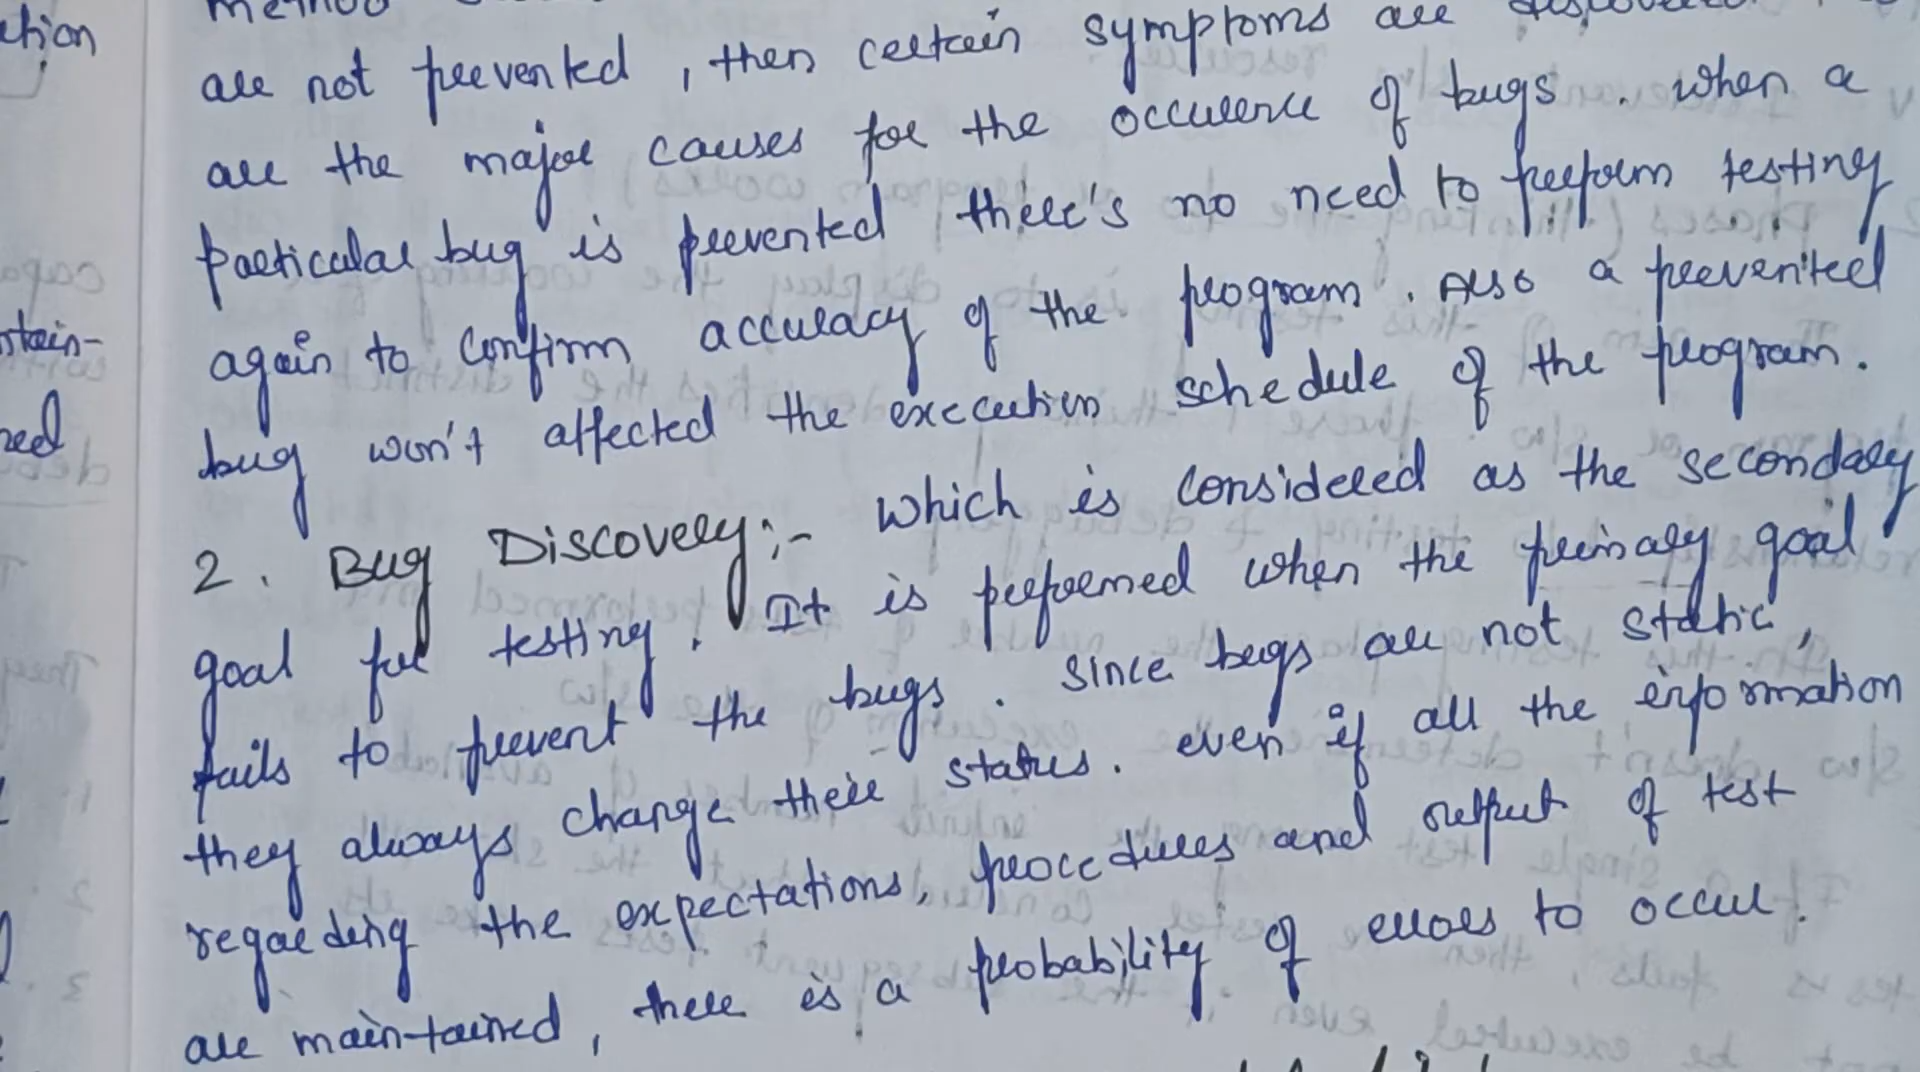 method
are not prevented, then certain symptoms are discovered
are the major causes for the occurence of bugs. when a
particular bug is prevented there's no need to perform testing
again to confirm accuracy of the program. Also a prevented
bug won't affected the execution schedule of the program.
2. Bug Discovery:- which is considered as the secondary
goal for testing. It is performed when the primary goal
fails to prevent the bugs. Since bugs are not static,
they always change their status. even if all the information
regarding the expectations, procedures and output of test
are maintained, there is a probability of errors to occur.